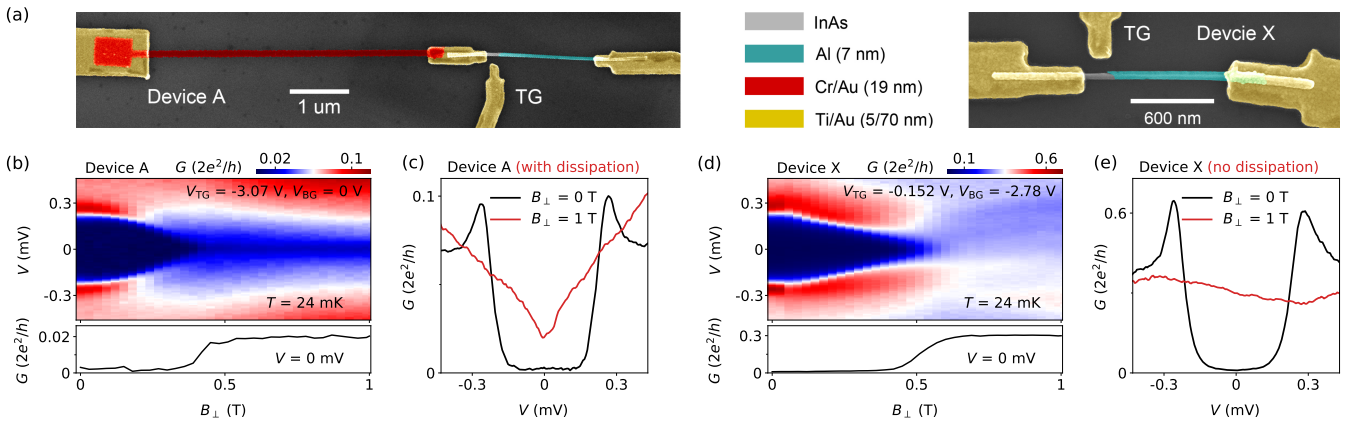 (a)
Device A
1 um
TG
InAs
Al (7 nm)
Cr/Au (19 nm)
Ti/Au (5/70 nm)
TG
Devcie X
600 nm
(b)
Device A
G (2e²/h)
0.02
0.1
V_TG = -3.07 V, V_BG = 0 V
0.3
0
-0.3
V (mV)
T = 24 mK
G (2e²/h)
0.02
0
V = 0 mV
0
0.5
1
B⊥ (T)
(c)
Device A (with dissipation)
B⊥ = 0 T
B⊥ = 1 T
G (2e²/h)
0.1
0
-0.3
0
0.3
V (mV)
(d)
Device X
G (2e²/h)
0.1
0.6
V_TG = -0.152 V, V_BG = -2.78 V
0.3
0
-0.3
V (mV)
T = 24 mK
G (2e²/h)
0.3
0
V = 0 mV
0
0.5
1
B⊥ (T)
(e)
Device X (no dissipation)
B⊥ = 0 T
B⊥ = 1 T
G (2e²/h)
0.6
0
-0.3
0
0.3
V (mV)